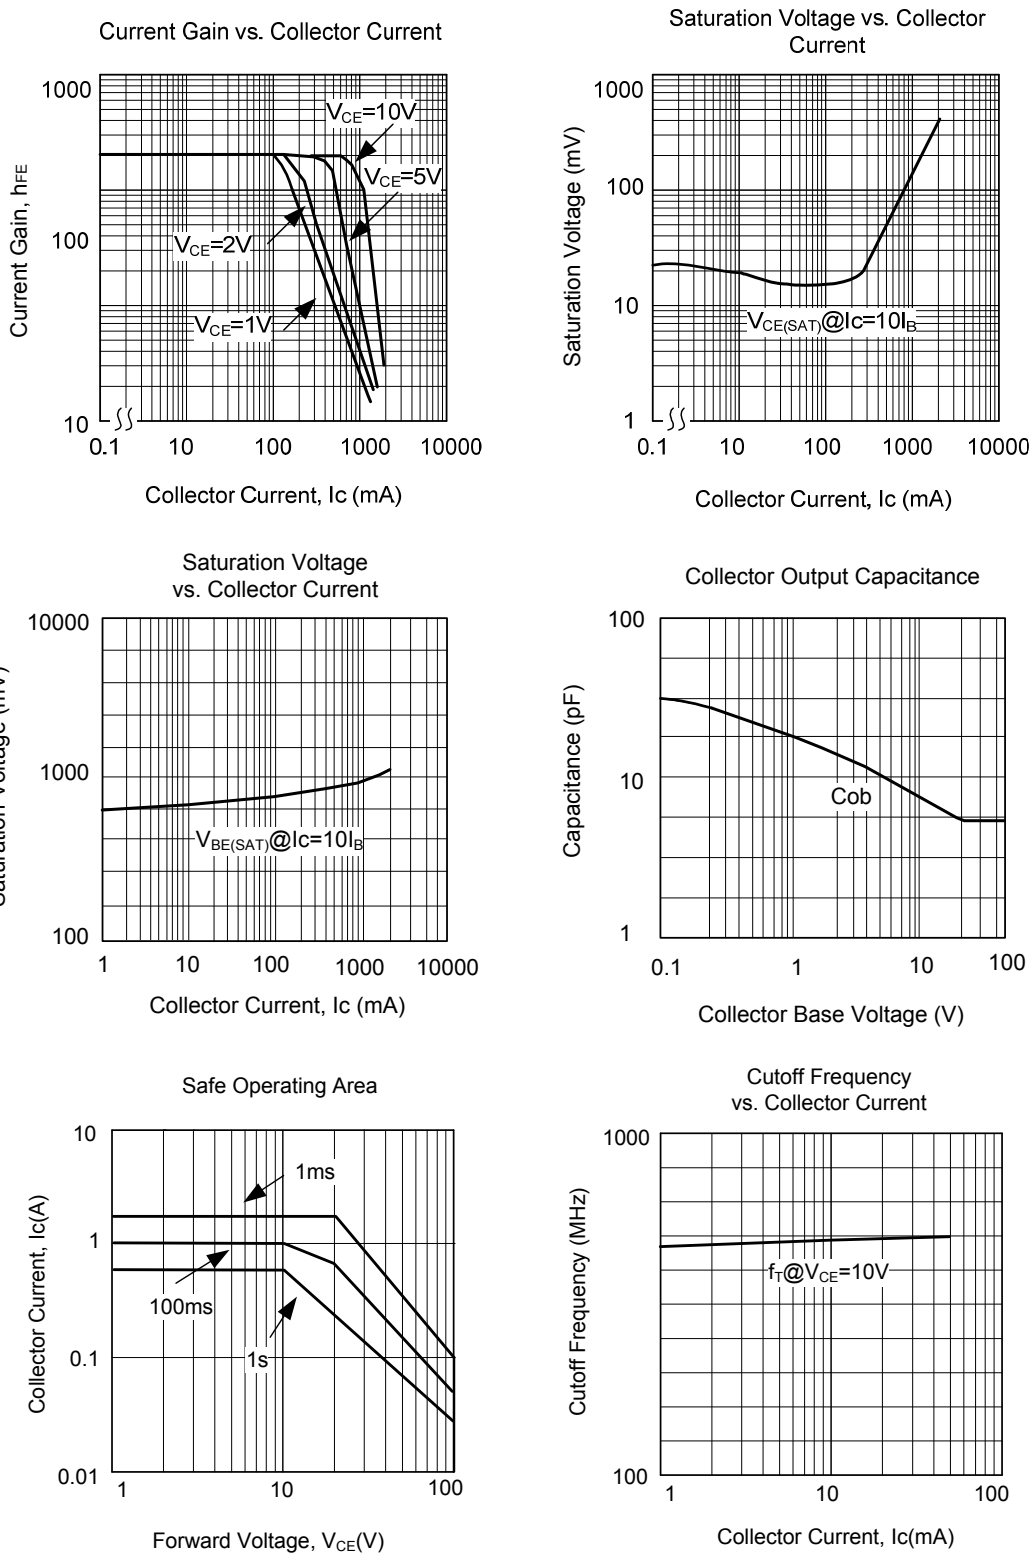 Current Gain vs. Collector Current
1000
100
10
Current Gain, hFE
VCE=10V
VCE=5V
VCE=2V
VCE=1V
0.1 10 100 1000 10000
Collector Current, Ic (mA)
Saturation Voltage vs. Collector
Current
1000
100
10
1
Saturation Voltage (mV)
VCE(SAT)@Ic=10IB
0.1 10 100 1000 10000
Collector Current, Ic (mA)
Saturation Voltage
vs. Collector Current
10000
1000
100
Saturation Voltage (mV)
VBE(SAT)@Ic=10IB
1 10 100 1000 10000
Collector Current, Ic (mA)
Collector Output Capacitance
100
10
1
Capacitance (pF)
Cob
0.1 1 10 100
Collector Base Voltage (V)
Safe Operating Area
10
1
0.1
0.01
Collector Current, Ic(A)
1ms
100ms
1s
1 10 100
Forward Voltage, VCE(V)
Cutoff Frequency
vs. Collector Current
1000
100
Cutoff Frequency (MHz)
fT@VCE=10V
1 10 100
Collector Current, Ic(mA)